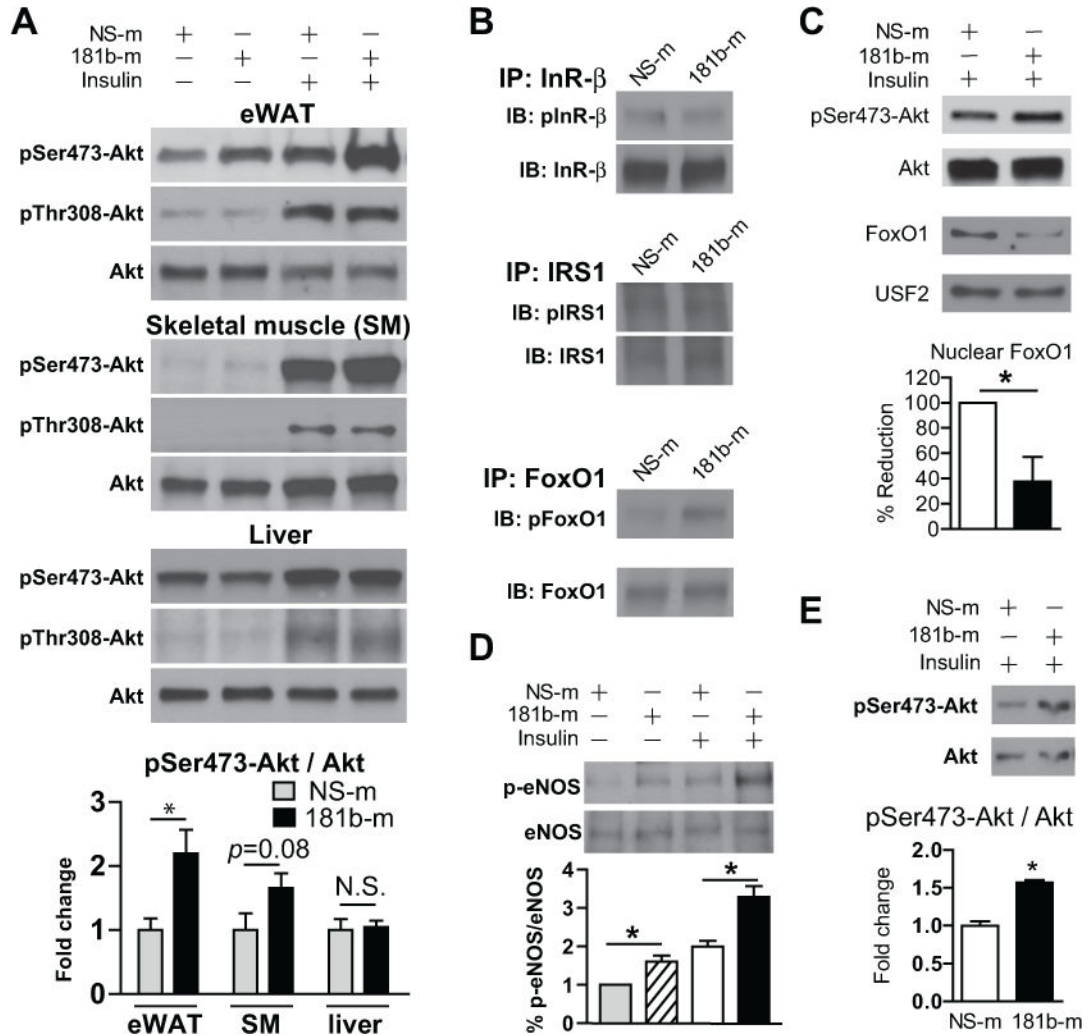 A
NS-m + – + –
181b-m – + – +
Insulin – – + +
eWAT
pSer473-Akt
pThr308-Akt
Akt
Skeletal muscle (SM)
pSer473-Akt
pThr308-Akt
Akt
Liver
pSer473-Akt
pThr308-Akt
Akt
pSer473-Akt / Akt
NS-m
181b-m
Fold change
3
2
1
0
*
p=0.08
N.S.
eWAT SM liver
B
NS-m 181b-m
IP: InR-β
IB: pInR-β
IB: InR-β
NS-m 181b-m
IP: IRS1
IB: pIRS1
IB: IRS1
NS-m 181b-m
IP: FoxO1
IB: pFoxO1
IB: FoxO1
C
NS-m + –
181b-m – +
Insulin + +
pSer473-Akt
Akt
FoxO1
USF2
Nuclear FoxO1
% Reduction
120
100
80
60
40
20
0
*
D
NS-m + – + –
181b-m – + – +
Insulin – – + +
p-eNOS
eNOS
% p-eNOS/eNOS
4
3
2
1
0
*
*
E
NS-m + –
181b-m – +
Insulin + +
pSer473-Akt
Akt
pSer473-Akt / Akt
Fold change
2.0
1.5
1.0
0.5
0.0
*
NS-m 181b-m